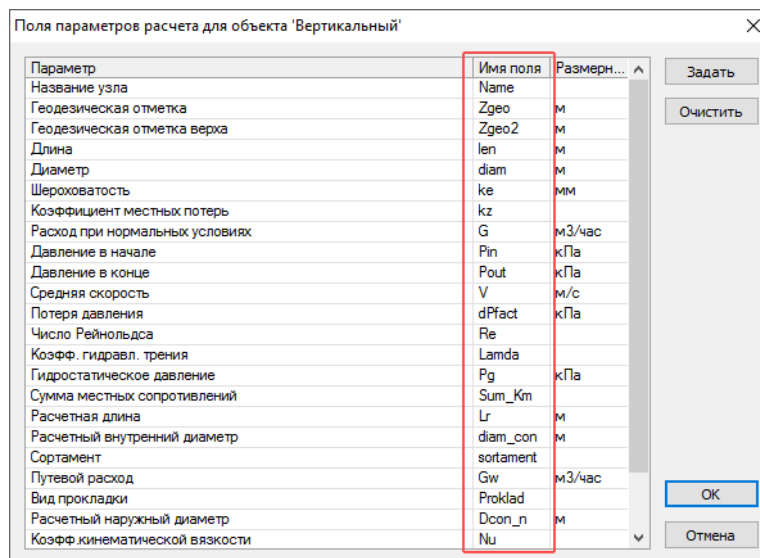 Поля параметров расчета для объекта 'Вертикальный'
Параметр Имя поля Размерн...
Название узла Name
Геодезическая отметка Zgeo м
Геодезическая отметка верха Zgeo2 м
Длина len м
Диаметр diam м
Шероховатость ke мм
Коэффициент местных потерь kz
Расход при нормальных условиях G м3/час
Давление в начале Pin кПа
Давление в конце Pout кПа
Средняя скорость V м/с
Потеря давления dPfact кПа
Число Рейнольдса Re
Коэфф. гидравл. трения Lamda
Гидростатическое давление Pg кПа
Сумма местных сопротивлений Sum_Km
Расчетная длина Lr м
Расчетный внутренний диаметр diam_con м
Сортамент sortament
Путевой расход Gw м3/час
Вид прокладки Proklad
Расчетный наружный диаметр Dcon_n м
Коэфф.кинематической вязкости Nu
Задать
Очистить
OK
Отмена